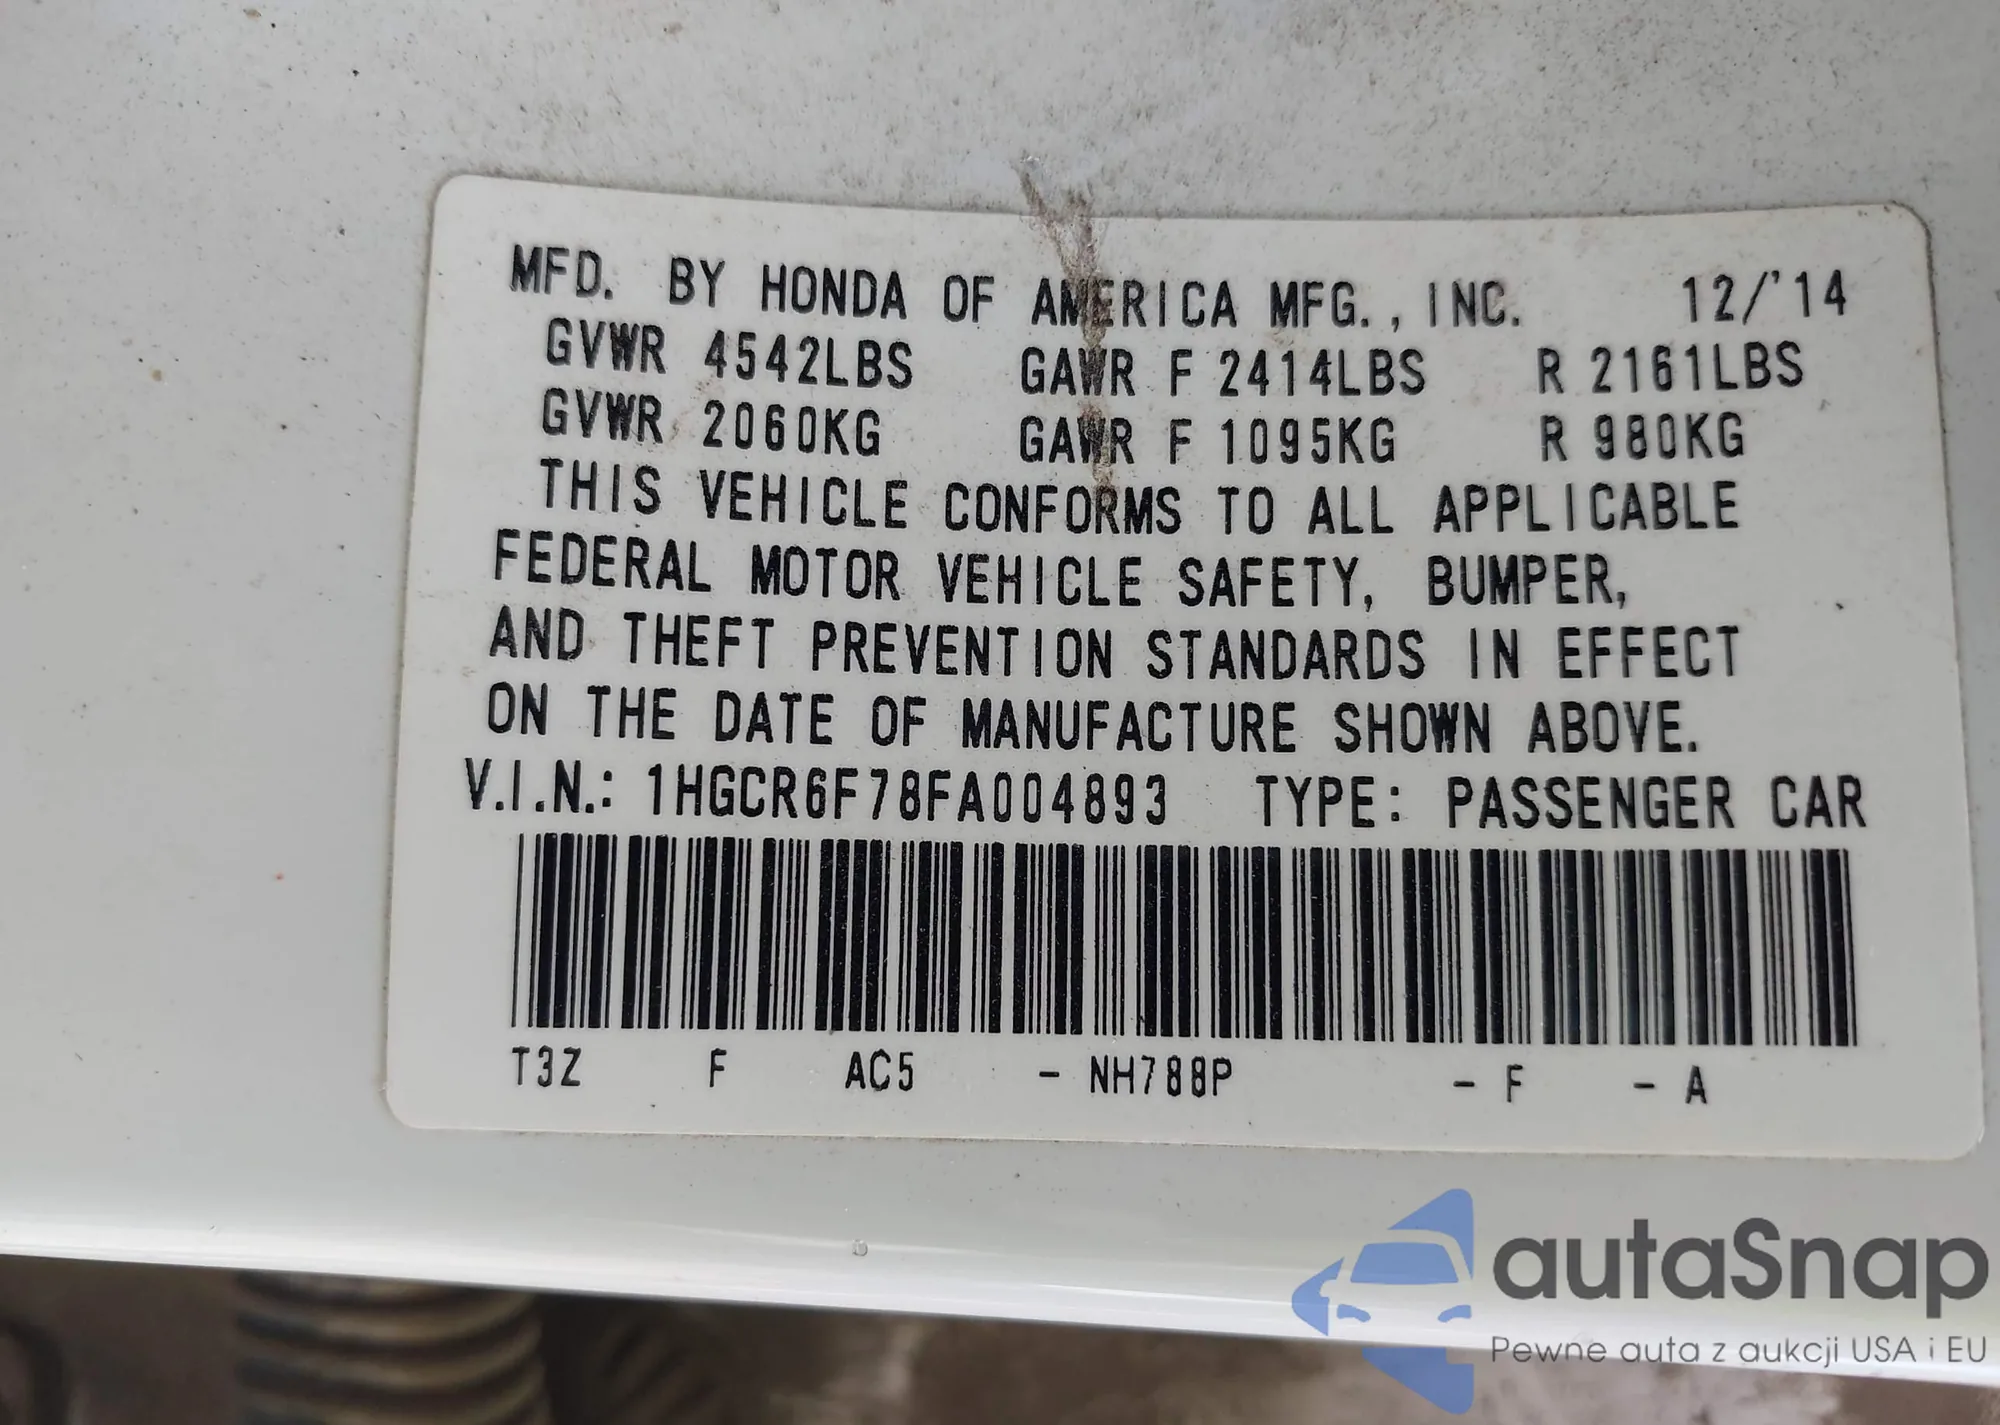 MFD. BY HONDA OF AMERICA MFG., INC. 12/'14
GVWR 4542LBS GAWR F 2414LBS R 2161LBS
GVWR 2060KG GAWR F 1095KG R 980KG
THIS VEHICLE CONFORMS TO ALL APPLICABLE
FEDERAL MOTOR VEHICLE SAFETY, BUMPER,
AND THEFT PREVENTION STANDARDS IN EFFECT
ON THE DATE OF MANUFACTURE SHOWN ABOVE.
V.I.N.: 1HGCR6F78FA004893 TYPE: PASSENGER CAR
T3Z F AC5 - NH788P - F - A
autaSnap
Pewne auta z aukcji USA i EU